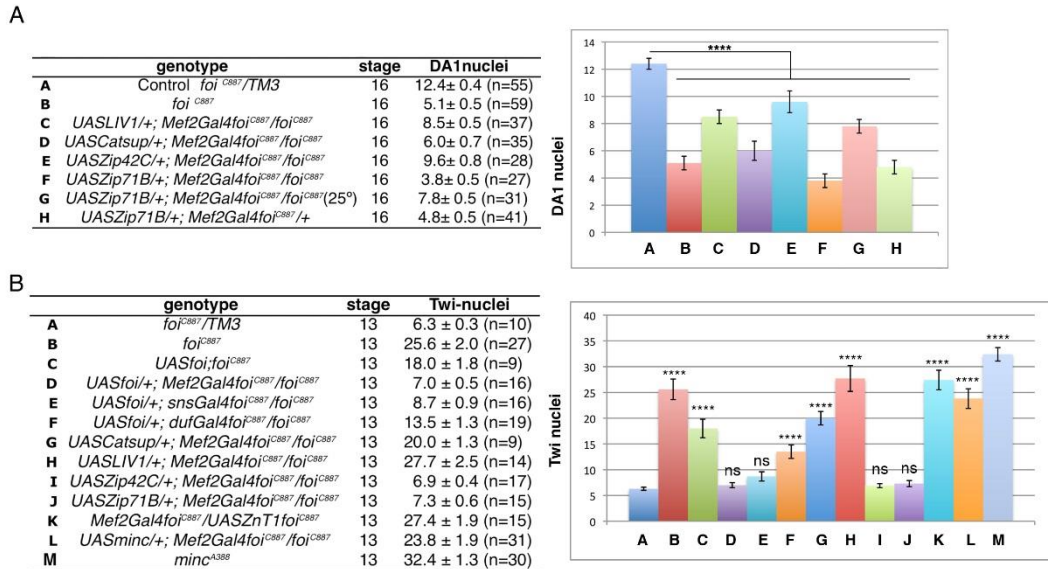 A
genotype stage DA1nuclei
A Control foi C887/TM3 16 12.4± 0.4 (n=55)
B foi C887 16 5.1± 0.5 (n=59)
C UASLIV1/+; Mef2Gal4foiC887/foiC887 16 8.5± 0.5 (n=37)
D UASCatsup/+; Mef2Gal4foiC887/foiC887 16 6.0± 0.7 (n=35)
E UASZip42C/+; Mef2Gal4foiC887/foiC887 16 9.6± 0.8 (n=28)
F UASZip71B/+; Mef2Gal4foiC887/foiC887 16 3.8± 0.5 (n=27)
G UASZip71B/+; Mef2Gal4foiC887/foiC887(25º) 16 7.8± 0.5 (n=31)
H UASZip71B/+; Mef2Gal4foiC887/+ 16 4.8± 0.5 (n=41)
DA1 nuclei
14
12
10
8
6
4
2
0
****
A B C D E F G H
B
genotype stage Twi-nuclei
A foiC887/TM3 13 6.3 ± 0.3 (n=10)
B foiC887 13 25.6 ± 2.0 (n=27)
C UASfoi;foiC887 13 18.0 ± 1.8 (n=9)
D UASfoi/+; Mef2Gal4foiC887/foiC887 13 7.0 ± 0.5 (n=16)
E UASfoi/+; snsGal4foiC887/foiC887 13 8.7 ± 0.9 (n=16)
F UASfoi/+; dufGal4foiC887/foiC887 13 13.5 ± 1.3 (n=19)
G UASCatsup/+; Mef2Gal4foiC887/foiC887 13 20.0 ± 1.3 (n=9)
H UASLIV1/+; Mef2Gal4foiC887/foiC887 13 27.7 ± 2.5 (n=14)
I UASZip42C/+; Mef2Gal4foiC887/foiC887 13 6.9 ± 0.4 (n=17)
J UASZip71B/+; Mef2Gal4foiC887/foiC887 13 7.3 ± 0.6 (n=15)
K Mef2Gal4foiC887/UASZnT1foiC887 13 27.4 ± 1.9 (n=15)
L UASminc/+; Mef2Gal4foiC887/foiC887 13 23.8 ± 1.9 (n=31)
M mincA388 13 32.4 ± 1.3 (n=30)
Twi nuclei
40
35
30
25
20
15
10
5
0
**** **** ns ns **** **** **** ns ns **** **** ****
A B C D E F G H I J K L M